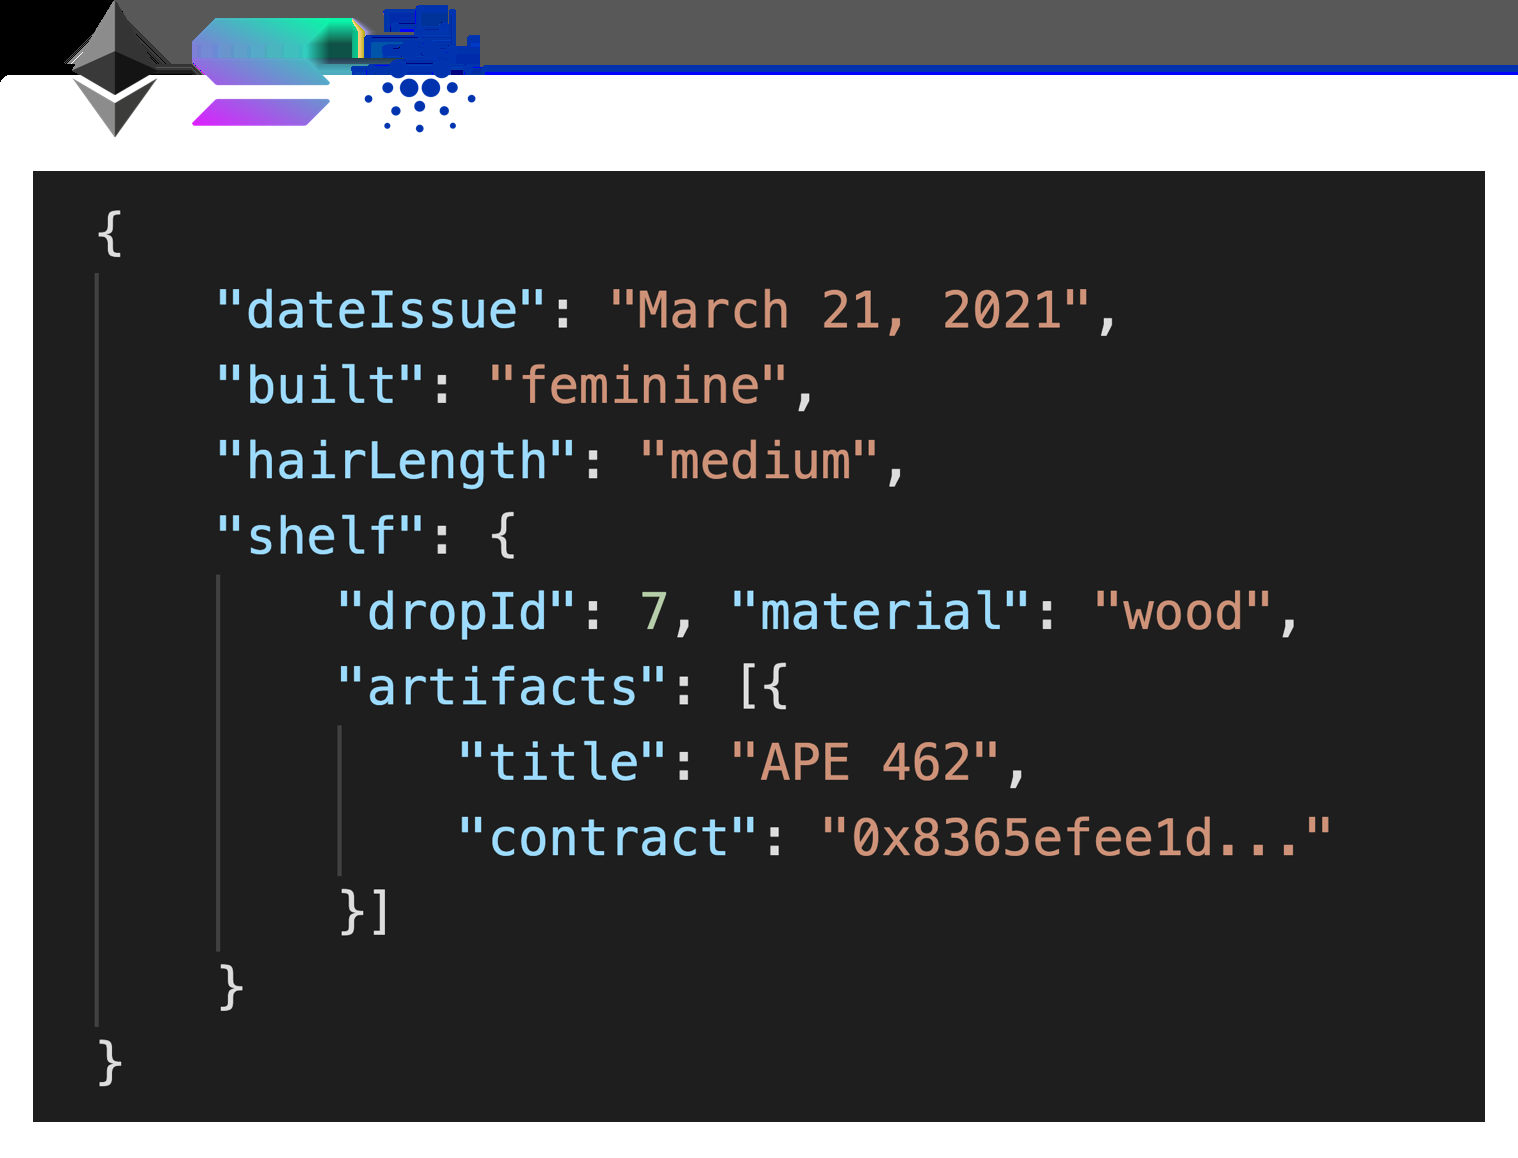 {
"dateIssue": "March 21, 2021",
"built": "feminine",
"hairLength": "medium",
"shelf": {
"dropId": 7, "material": "wood",
"artifacts": [{
"title": "APE 462",
"contract": "0x8365efee1d..."
}]
}
}